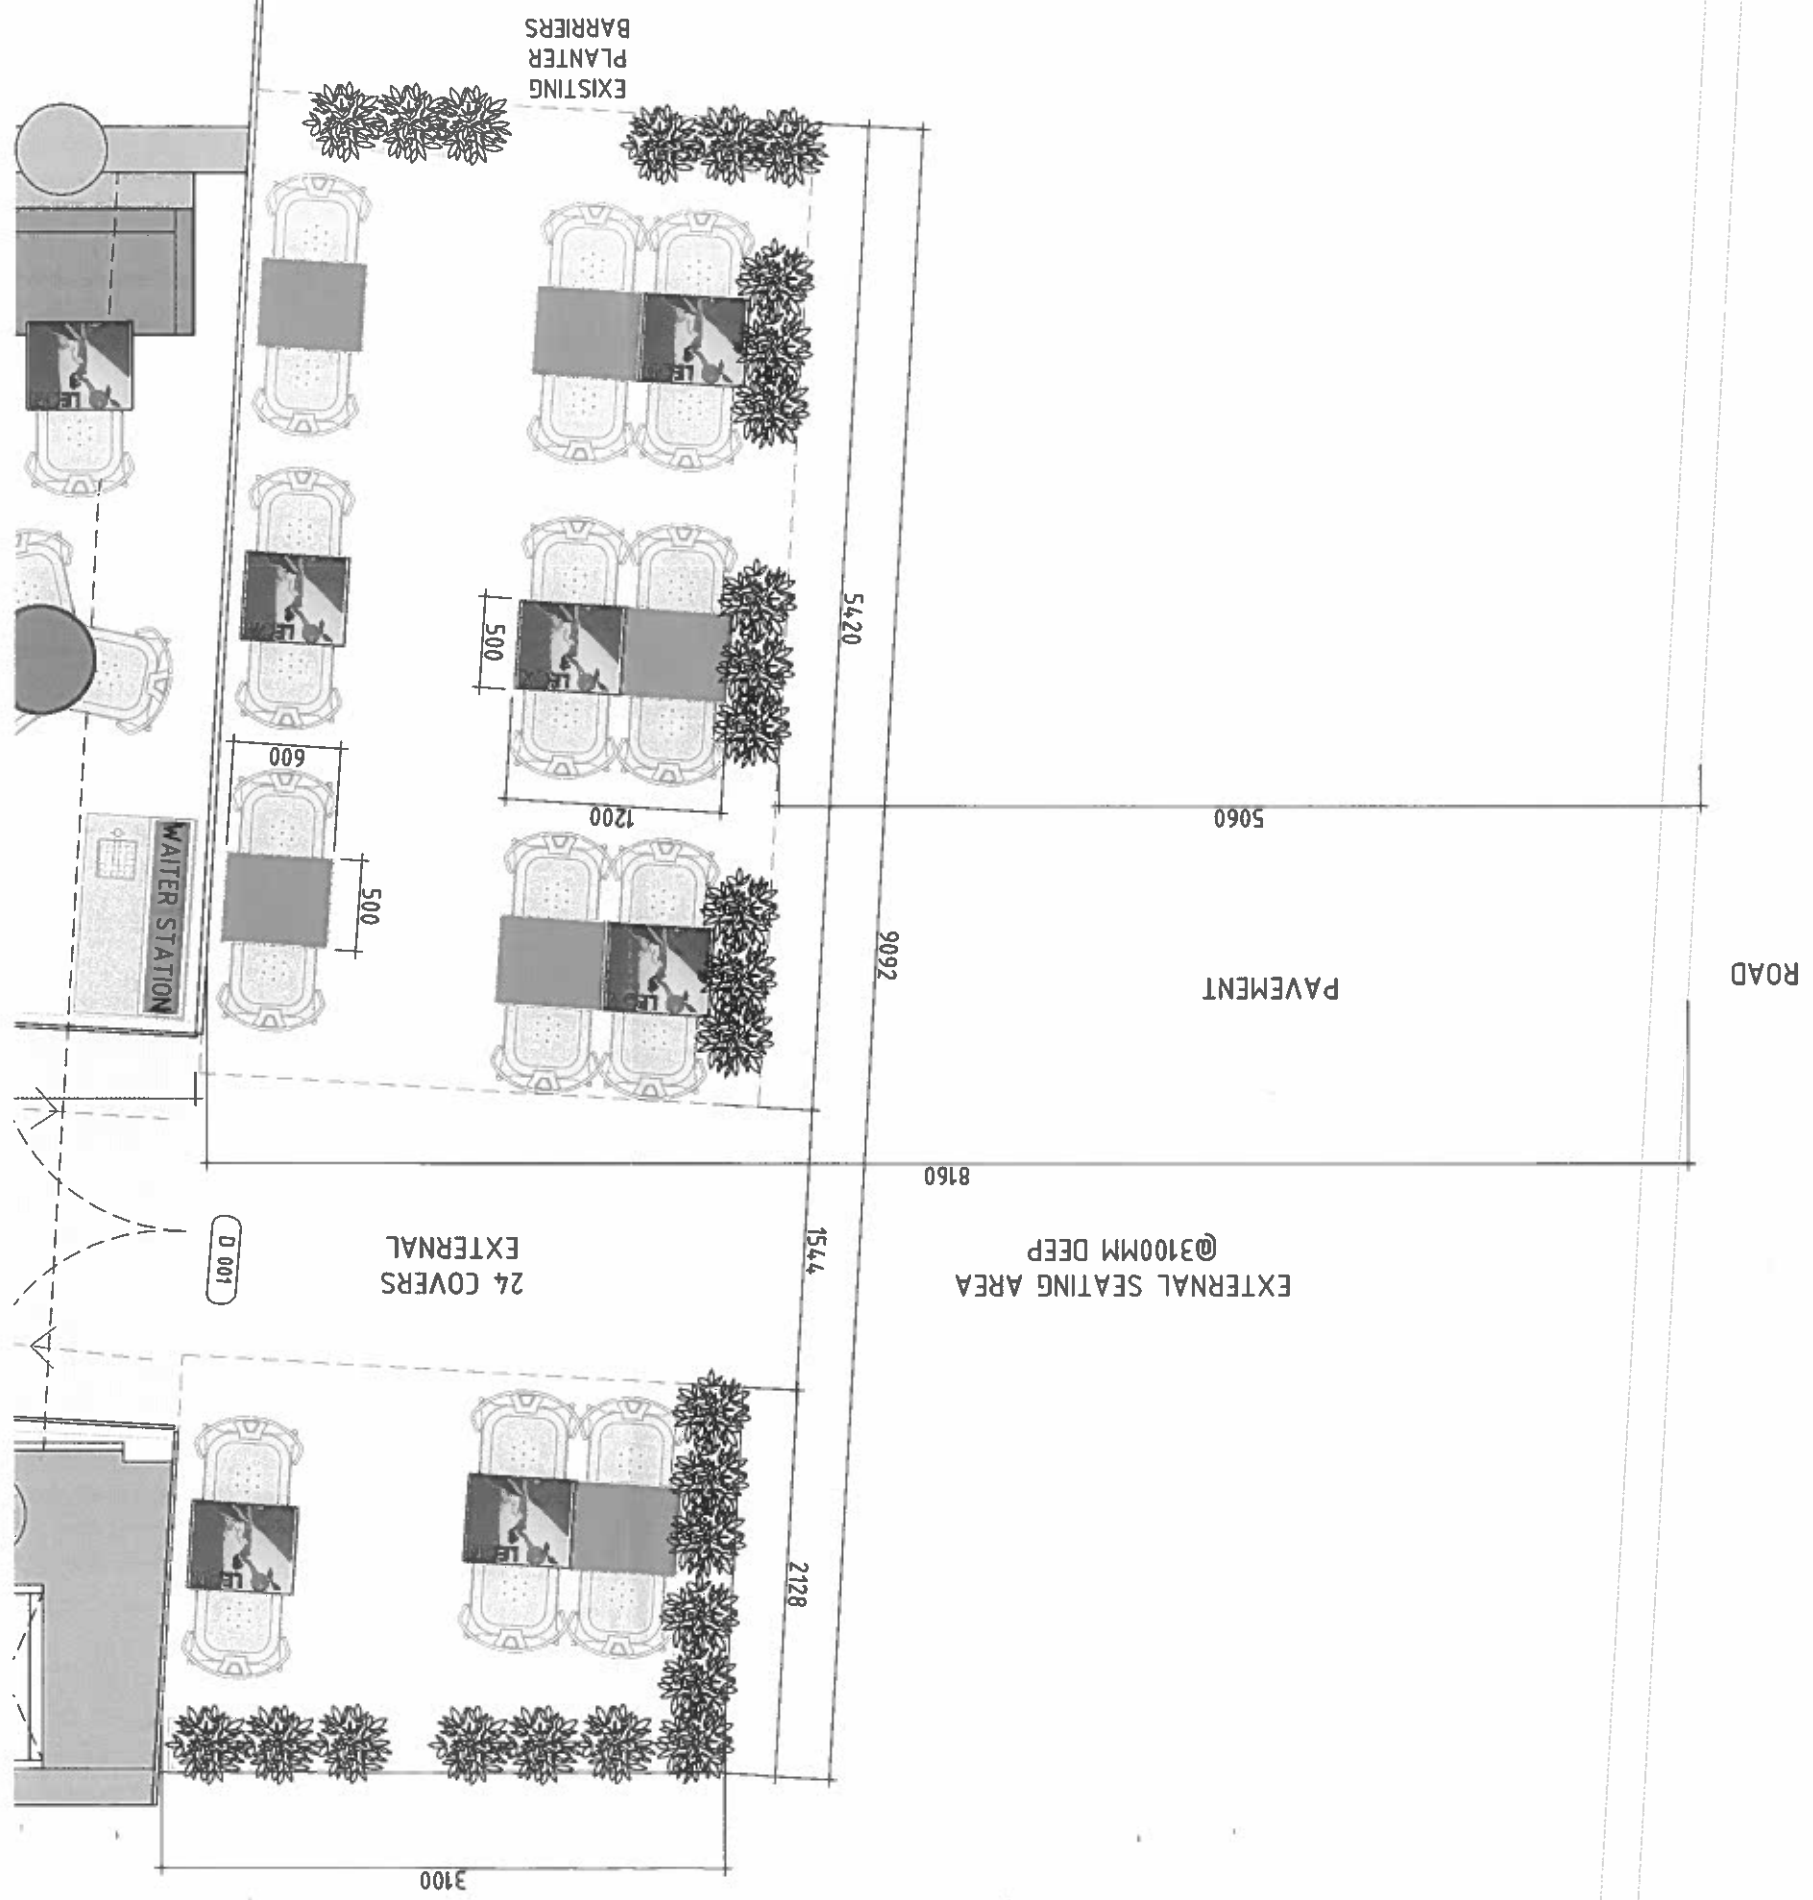 EXISTING
PLANTER
BARRIERS
5420
500
600
1200
5060
500
WAITER STATION
9092
PAVEMENT
ROAD
8160
D 001
24 COVERS
EXTERNAL
1544
EXTERNAL SEATING AREA
@3100MM DEEP
2128
3100